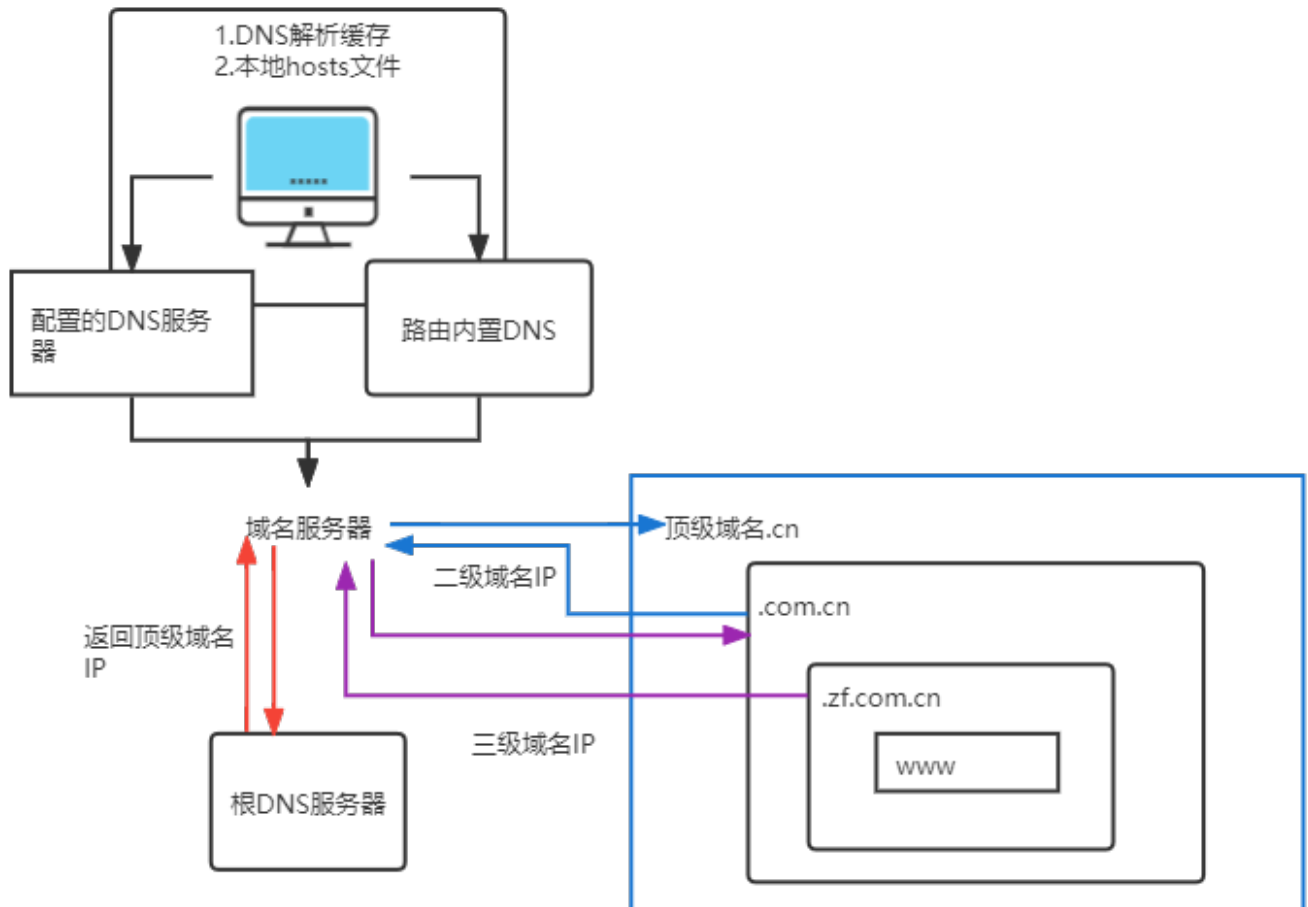 1.DNS解析缓存
2.本地hosts文件
配置的DNS服务
器
路由内置DNS
域名服务器
顶级域名.cn
二级域名IP
.com.cn
返回顶级域名
IP
.zf.com.cn
三级域名IP
www
根DNS服务器